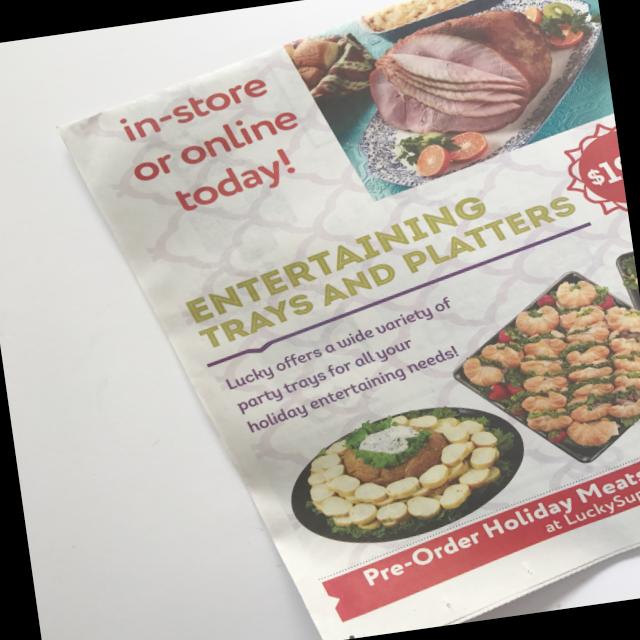 in-store
or online
today!
ENTERTAINING
TRAYS AND PLATTERS
Lucky offers a wide variety of
party trays for all your
holiday entertaining needs!
Pre-Order Holiday Meats
at